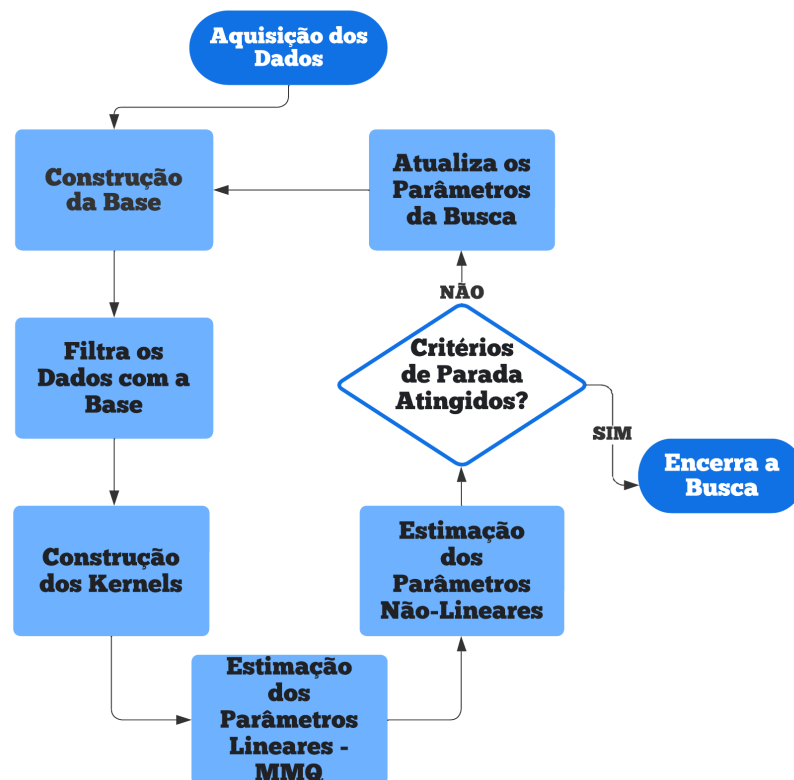 Aquisição dos
Dados
Construção
da Base
Atualiza os
Parâmetros
da Busca
NÃO
Filtra os
Dados com a
Base
Critérios
de Parada
Atingidos?
SIM
Encerra a
Busca
Construção
dos Kernels
Estimação
dos
Parâmetros
Não-Lineares
Estimação
dos
Parâmetros
Lineares -
MMQ